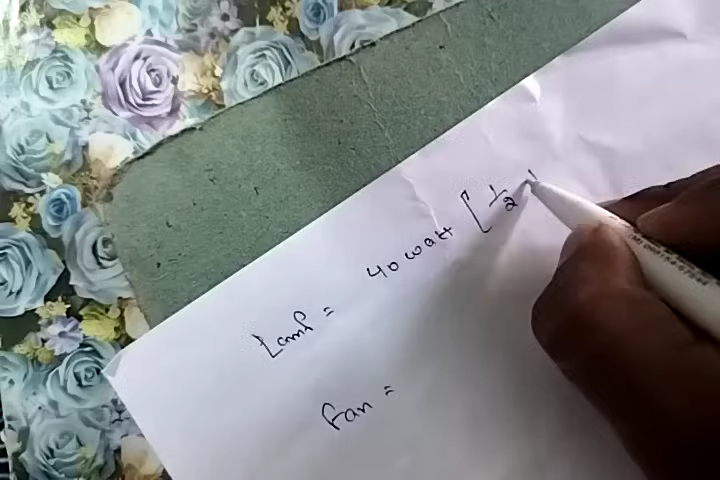 Lamp = 40 watt [ 1/2
Fan =